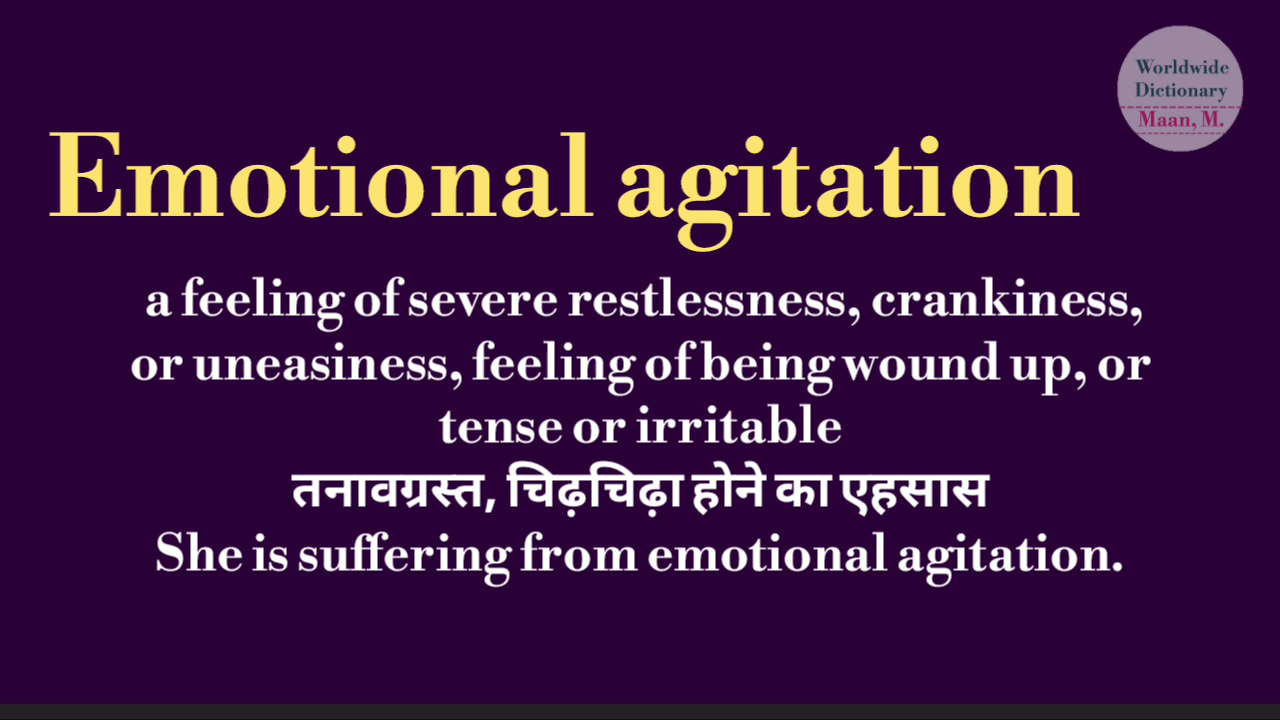 Worldwide
Dictionary
Maan, M.
Emotional agitation
a feeling of severe restlessness, crankiness,
or uneasiness, feeling of being wound up, or
tense or irritable
तनावग्रस्त, चिढ़चिढ़ा होने का एहसास
She is suffering from emotional agitation.